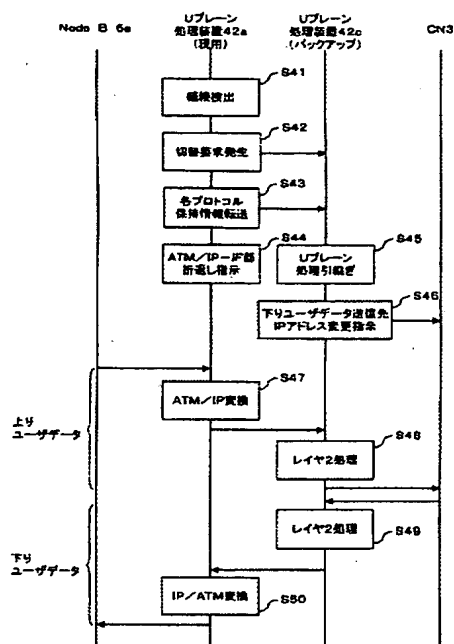 Node B 6a
Uプレーン
処理装置42a
(現用)
Uプレーン
処理装置42c
(バックアップ)
CN3
S41
S42
切替要求発生
S43
各プロトコル
保持情報転送
S44
ATM/IP-IF部
折返し指示
S45
Uプレーン
処理引継ぎ
S46
下りユーザデータ送信先
IPアドレス変更指示
S47
ATM/IP変換
上り
ユーザデータ
S48
レイヤ2処理
レイヤ2処理
S49
下り
ユーザデータ
IP/ATM変換
S50